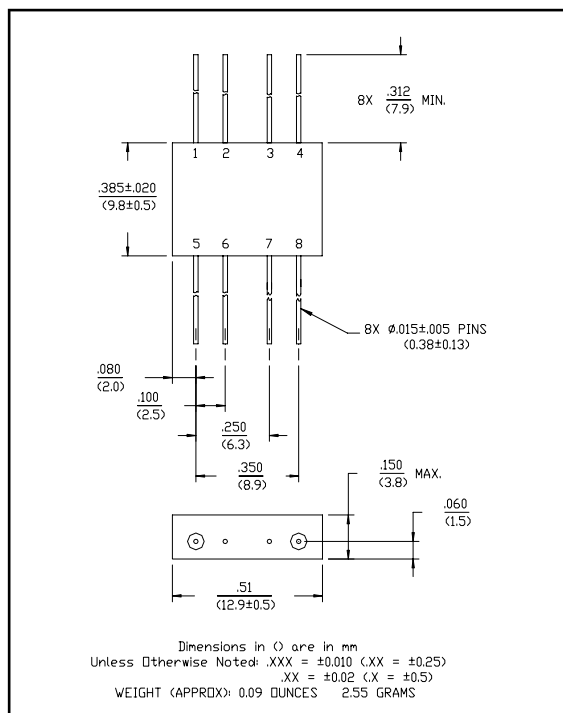 8X .312 MIN.
(7.9)
1 2 3 4
.385±.020
(9.8±0.5)
5 6 7 8
8X Ø.015±.005 PINS
(0.38±0.13)
.080
(2.0)
.100
(2.5)
.250
(6.3)
.350
(8.9)
.150 MAX.
(3.8)
.060
(1.5)
.51
(12.9±0.5)
Dimensions in () are in mm
Unless Otherwise Noted: .XXX = ±0.010 (.XX = ±0.25)
.XX = ±0.02 (.X = ±0.5)
WEIGHT (APPROX): 0.09 OUNCES 2.55 GRAMS